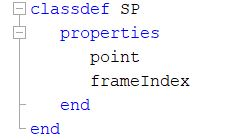 classdef SP
properties
point
frameIndex
end
end